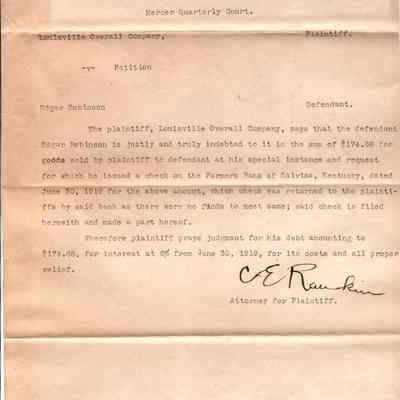 Mercer Quarterly Court.
Louisville Overall Company, Plaintiff.
-v- Petition
Edgar Robinson Defendant.
The plaintiff, Louisville Overall Company, says that the defendant
Edgar Robinson is justly and truly indebted to it in the sum of $174.68 for
goods sold by plaintiff to defendant at his special instance and request
for which he issued a check on the Farmers Bank of Salvisa, Kentucky, dated
June 30, 1919 for the above amount, which check was returned to the plainti-
ffs by said bank as there were no funds to meet same; said check is filed
herewith and made a part hereof.
Wherefore plaintiff prays judgment for his debt amounting to
$174.68, for interest at 6% from June 30, 1919, for its costs and all proper
relief.
C E Rankin
Attorney for Plaintiff.